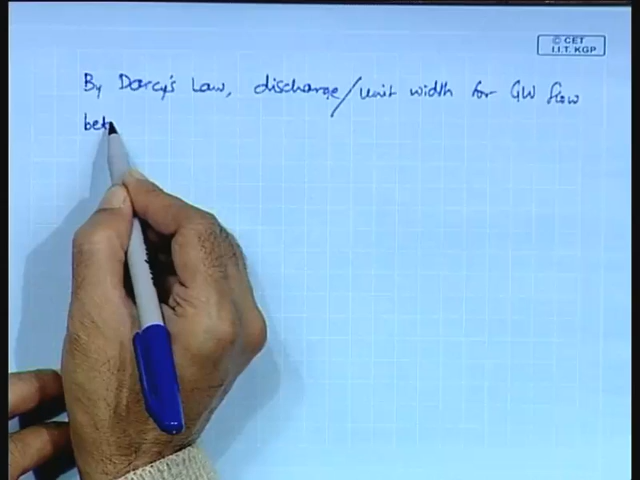 © CET
I.I.T. KGP
By Darcy's Law, discharge/unit width for GW flow
bet